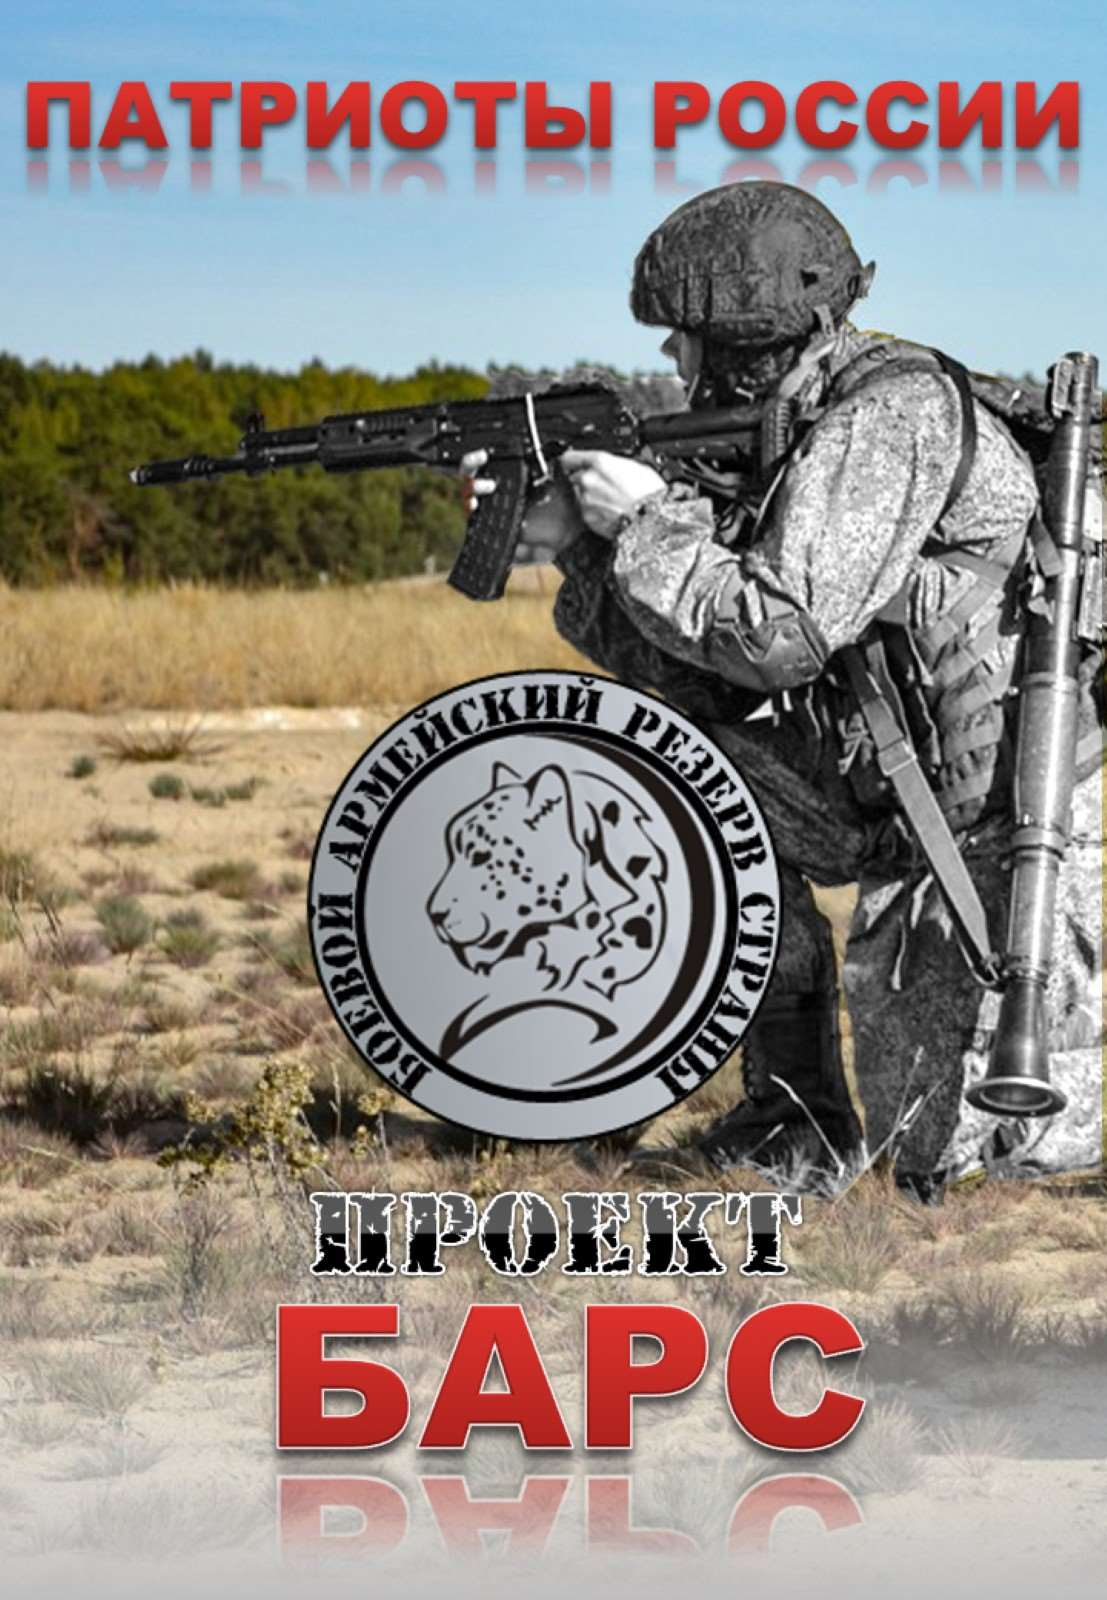 ПАТРИОТЫ РОССИИ
БОЕВОЙ АРМЕЙСКИЙ РЕЗЕРВ СТРАНЫ
ПРОЕКТ
БАРС